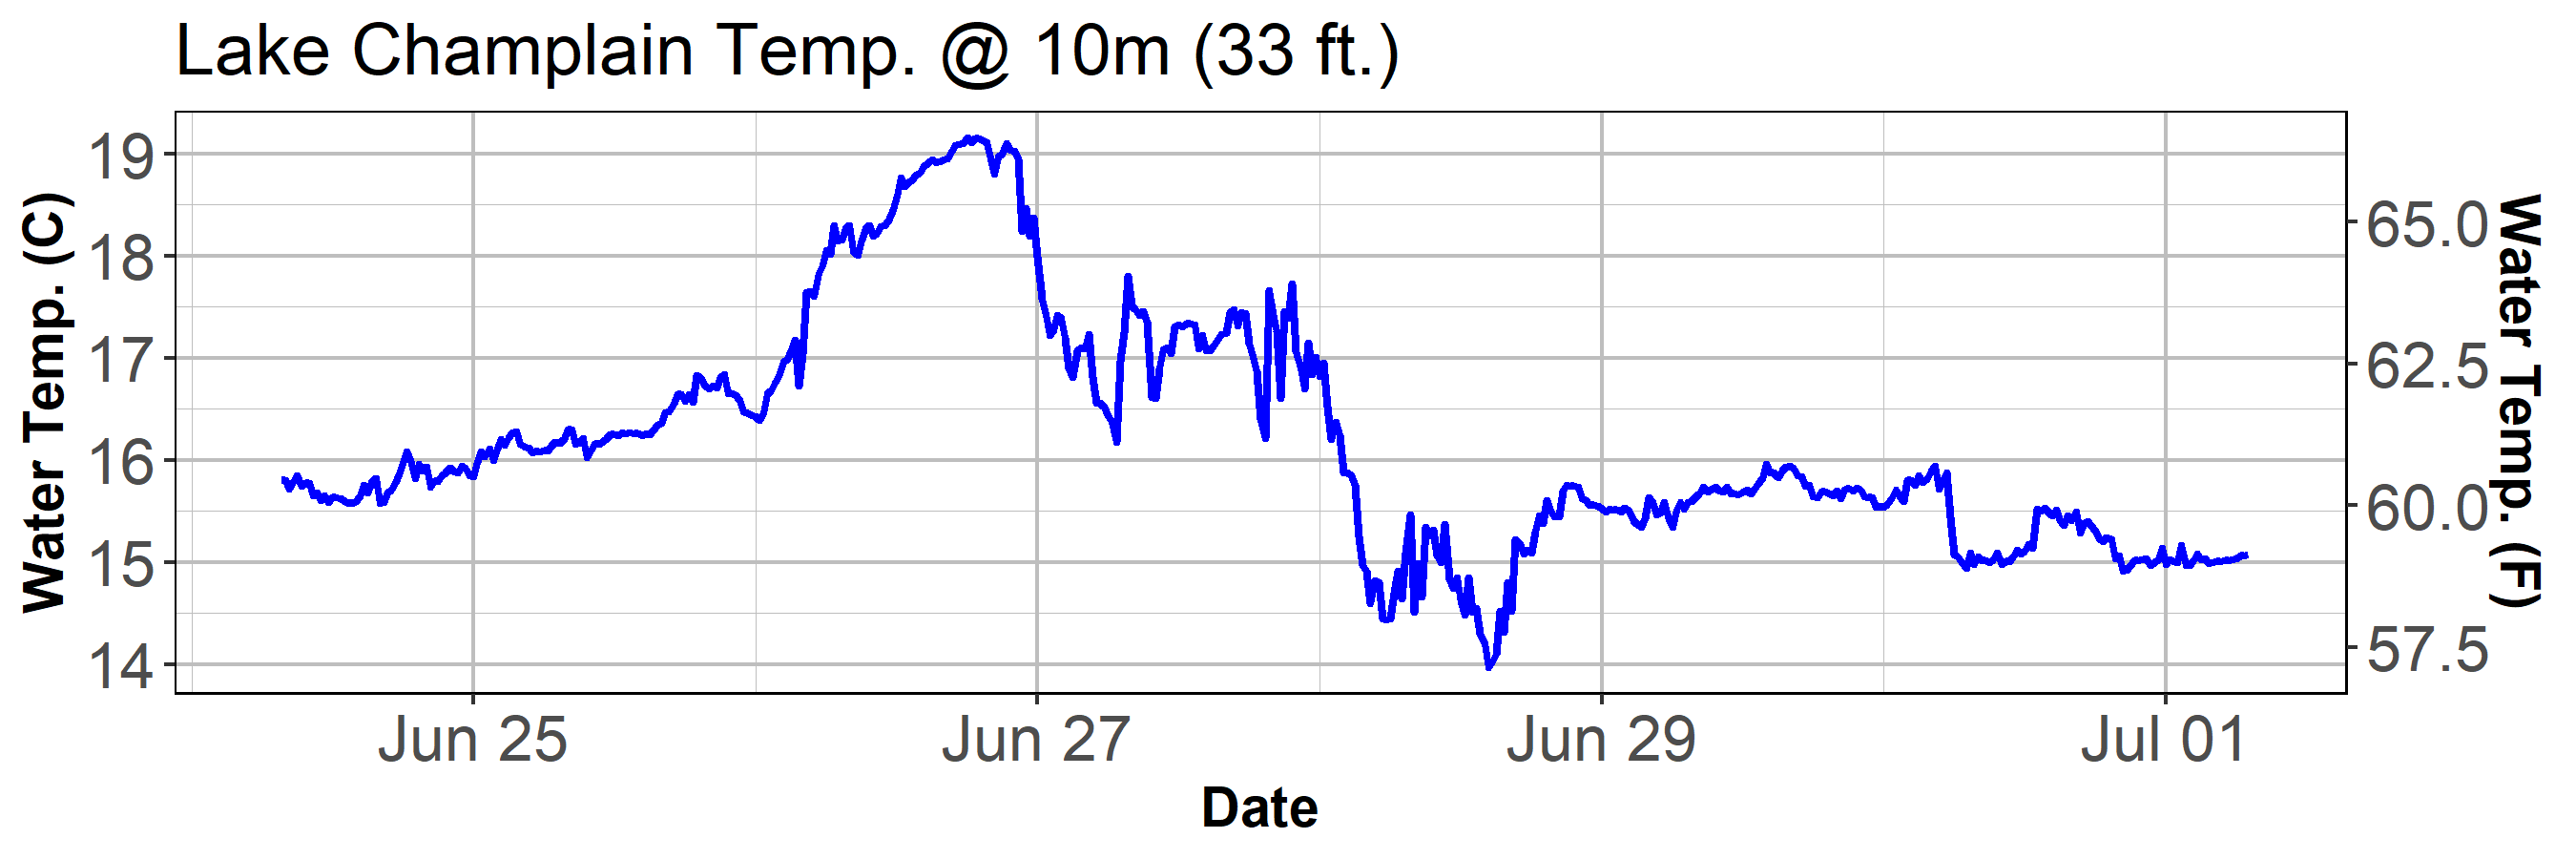 Lake Champlain Temp. @ 10m (33 ft.)
Water Temp. (C)
19
18
17
16
15
14
65.0
62.5
60.0
57.5
Water Temp. (F)
Jun 25 Jun 27 Jun 29 Jul 01
Date